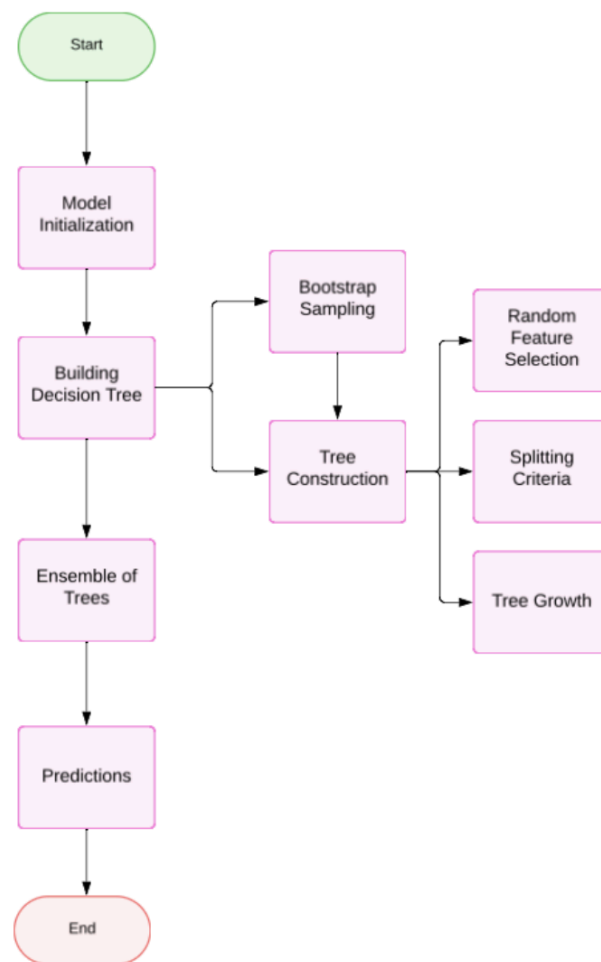 Start
Model
Initialization
Building
Decision Tree
Bootstrap
Sampling
Tree
Construction
Random
Feature
Selection
Splitting
Criteria
Tree Growth
Ensemble of
Trees
Predictions
End